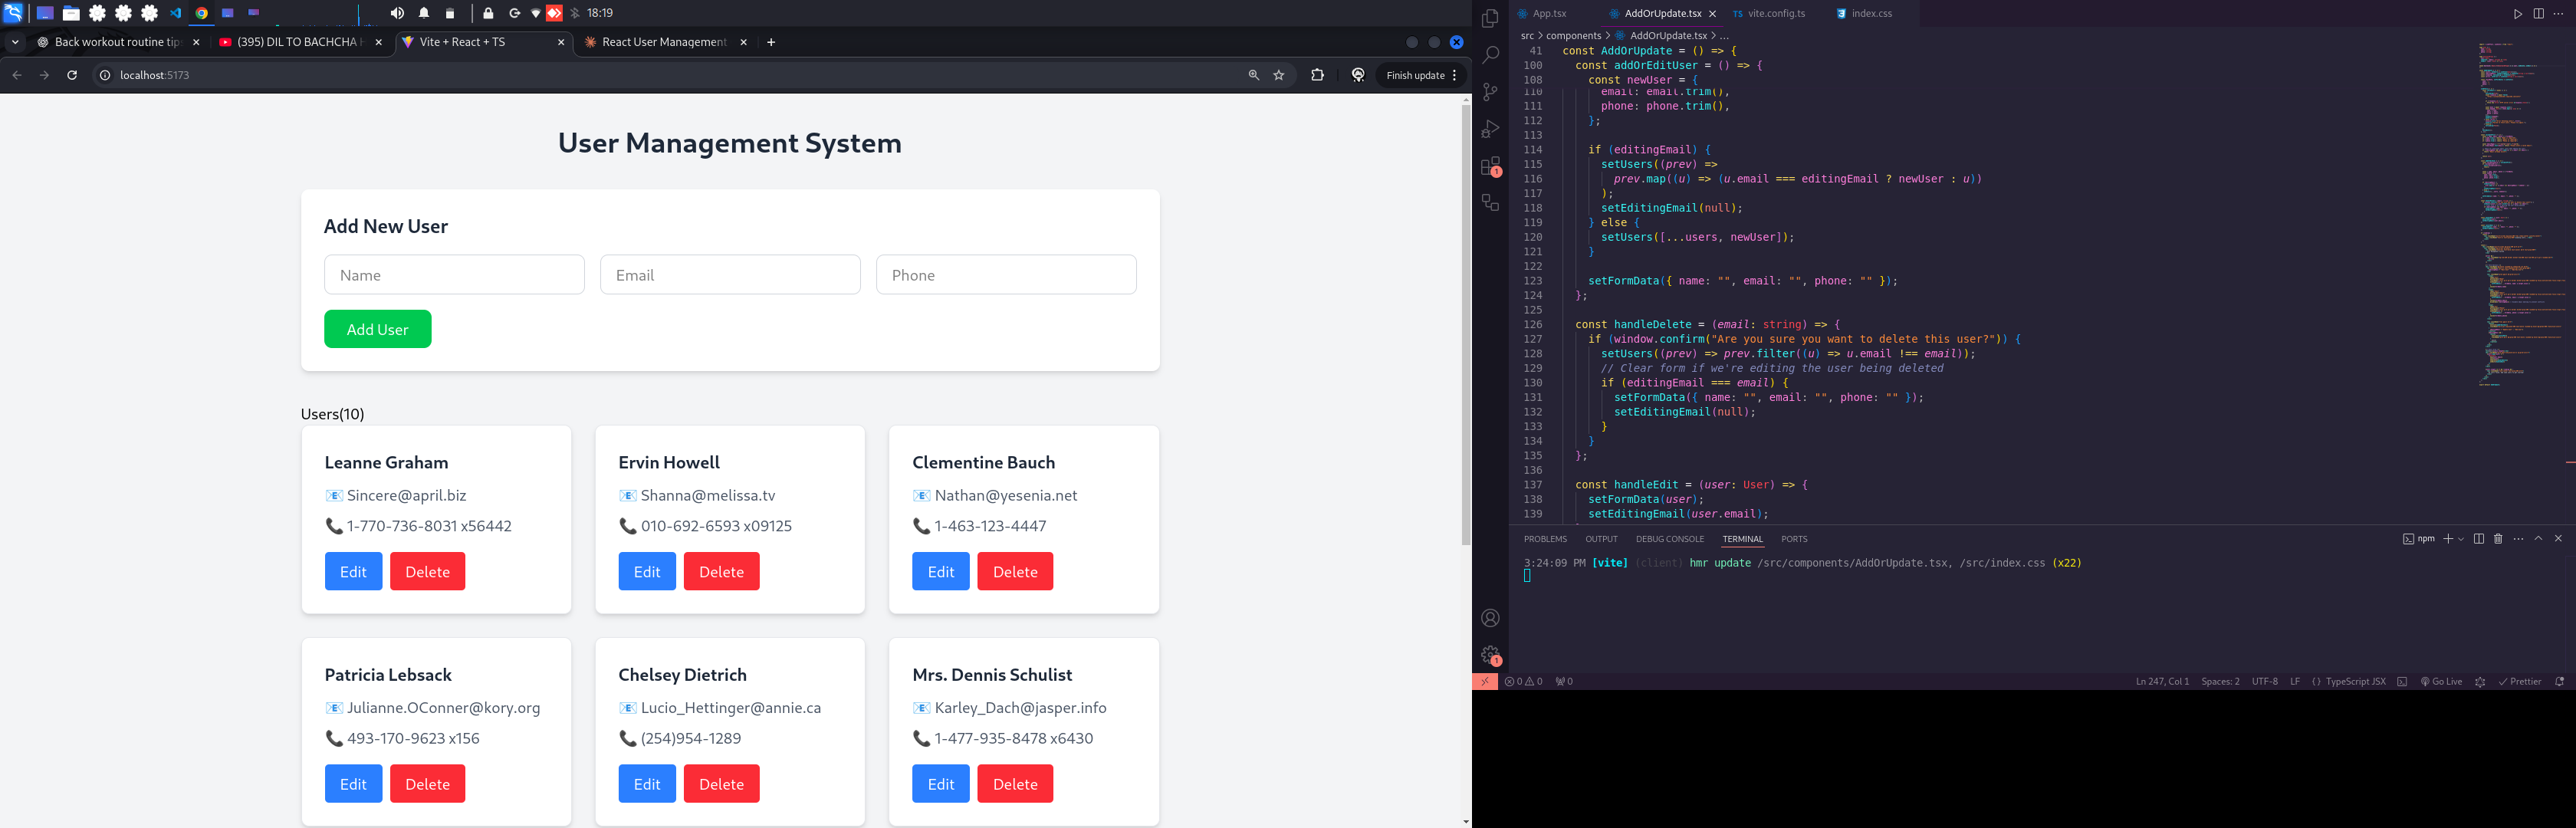 18:19
Back workout routine tip
(395) DIL TO BACHCHA H
Vite + React + TS
React User Management
localhost:5173
Finish update
User Management System
Add New User
Name
Email
Phone
Add User
Users(10)
Leanne Graham
Sincere@april.biz
1-770-736-8031 x56442
Edit
Delete
Ervin Howell
Shanna@melissa.tv
010-692-6593 x09125
Edit
Delete
Clementine Bauch
Nathan@yesenia.net
1-463-123-4447
Edit
Delete
Patricia Lebsack
Julianne.OConner@kory.org
493-170-9623 x156
Edit
Delete
Chelsey Dietrich
Lucio_Hettinger@annie.ca
(254)954-1289
Edit
Delete
Mrs. Dennis Schulist
Karley_Dach@jasper.info
1-477-935-8478 x6430
Edit
Delete
App.tsx
AddOrUpdate.tsx
TS vite.config.ts
index.css
src > components > AddOrUpdate.tsx > ...
41 const AddOrUpdate = () => {
100 const addOrEditUser = () => {
108 const newUser = {
110 email: email.trim(),
111 phone: phone.trim(),
112 };
113
114 if (editingEmail) {
115 setUsers((prev) =>
116 prev.map((u) => (u.email === editingEmail ? newUser : u))
117 );
118 setEditingEmail(null);
119 } else {
120 setUsers([...users, newUser]);
121 }
122
123 setFormData({ name: "", email: "", phone: "" });
124 };
125
126 const handleDelete = (email: string) => {
127 if (window.confirm("Are you sure you want to delete this user?")) {
128 setUsers((prev) => prev.filter((u) => u.email !== email));
129 // Clear form if we're editing the user being deleted
130 if (editingEmail === email) {
131 setFormData({ name: "", email: "", phone: "" });
132 setEditingEmail(null);
133 }
134 }
135 };
136
137 const handleEdit = (user: User) => {
138 setFormData(user);
139 setEditingEmail(user.email);
PROBLEMS OUTPUT DEBUG CONSOLE TERMINAL PORTS
npm
3:24:09 PM [vite] (client) hmr update /src/components/AddOrUpdate.tsx, /src/index.css (x22)
1
1
0 0 0
Ln 247, Col 1 Spaces: 2 UTF-8 LF {} TypeScript JSX Go Live Prettier